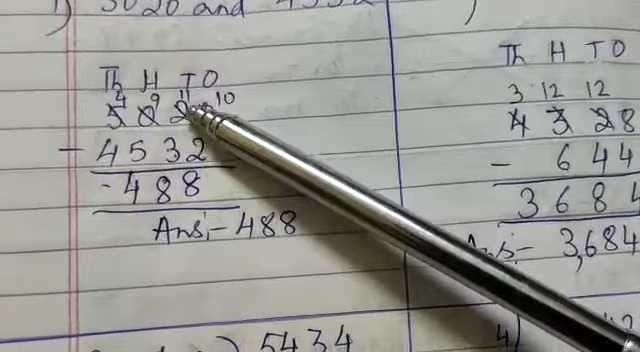 1) 5020 and 4532
)
Th H T O
4 9 11 10
5 0 2
- 4 5 3 2
- 4 8 8
Ans:- 488
Th H T O
3 12 12
4 3 2 8
- 6 4 4
3 6 8 4
Ans:- 3,684
) 5434
4)